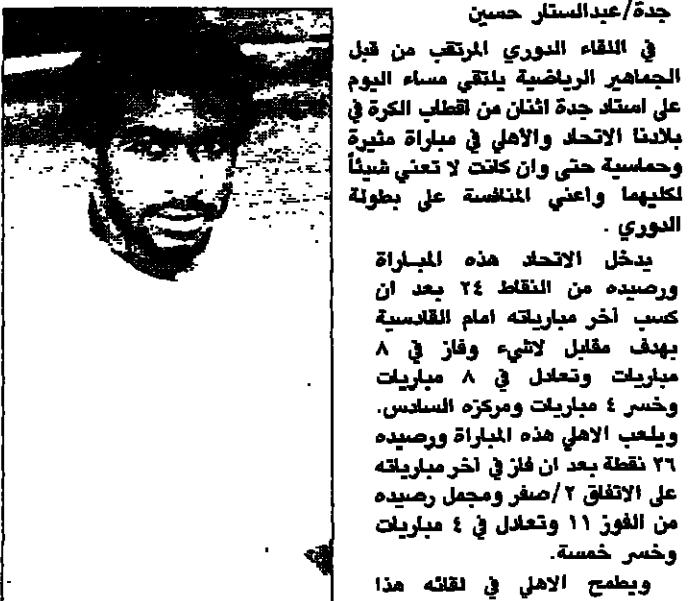 جدة/عبدالستار حسين
في اللقاء الدوري المرتقب من قبل
الجماهير الرياضية يلتقي مساء اليوم
على استاد جدة اثنان من اقطاب الكرة في
بلادنا الاتحاد والأهلي في مباراة مثيرة
وحماسية حتى وان كانت لا تعني شيئاً
لكليهما واعني المنافسة على بطولة
الدوري .
يدخل الاتحاد هذه المباراة
ورصيده من النقاط ٢٤ بعد ان
كسب آخر مبارياته امام القادسية
بهدف مقابل لاشيء وفاز في ٨
مباريات وتعادل في ٨ مباريات
وخسر ٤ مباريات ومركزه السادس.
ويلعب الاهلي هذه المباراة ورصيده
٢٦ نقطة بعد ان فاز في آخر مبارياته
على الاتفاق ٢/صفر ومجمل رصيده
من الفوز ١١ وتعادل في ٤ مباريات
وخسر خمسة.
ويطمح الاهلي في لقائه هذا